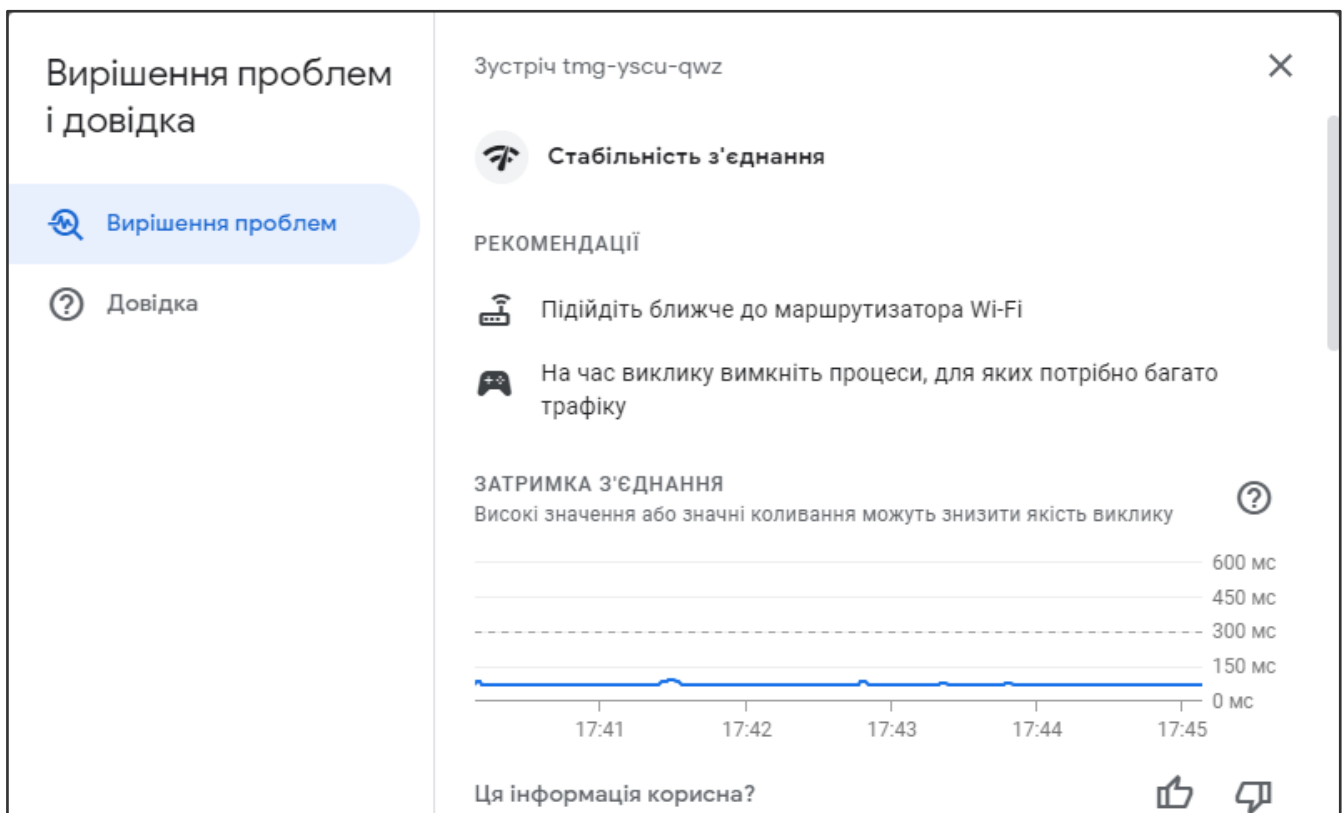 Вирішення проблем
і довідка
Вирішення проблем
Довідка
Зустріч tmg-yscu-qwz
Стабільність з'єднання
РЕКОМЕНДАЦІЇ
Підійдіть ближче до маршрутизатора Wi-Fi
На час виклику вимкніть процеси, для яких потрібно багато
трафіку
ЗАТРИМКА З'ЄДНАННЯ
Високі значення або значні коливання можуть знизити якість виклику
600 мс
450 мс
300 мс
150 мс
0 мс
17:41 17:42 17:43 17:44 17:45
Ця інформація корисна?